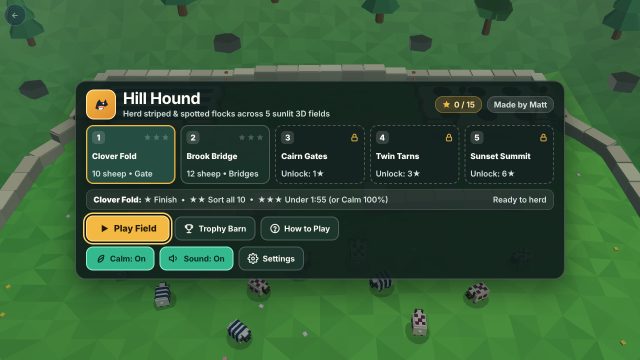 Hill Hound
Herd striped & spotted flocks across 5 sunlit 3D fields
★ 0 / 15
Made by Matt
1 ★★★
Clover Fold
10 sheep • Gate
2 ★★★
Brook Bridge
12 sheep • Bridges
3
Cairn Gates
Unlock: 1★
4
Twin Tarns
Unlock: 3★
5
Sunset Summit
Unlock: 6★
Clover Fold: ★ Finish • ★★ Sort all 10 • ★★★ Under 1:55 (or Calm 100%)
Ready to herd
Play Field
Trophy Barn
How to Play
Calm: On
Sound: On
Settings